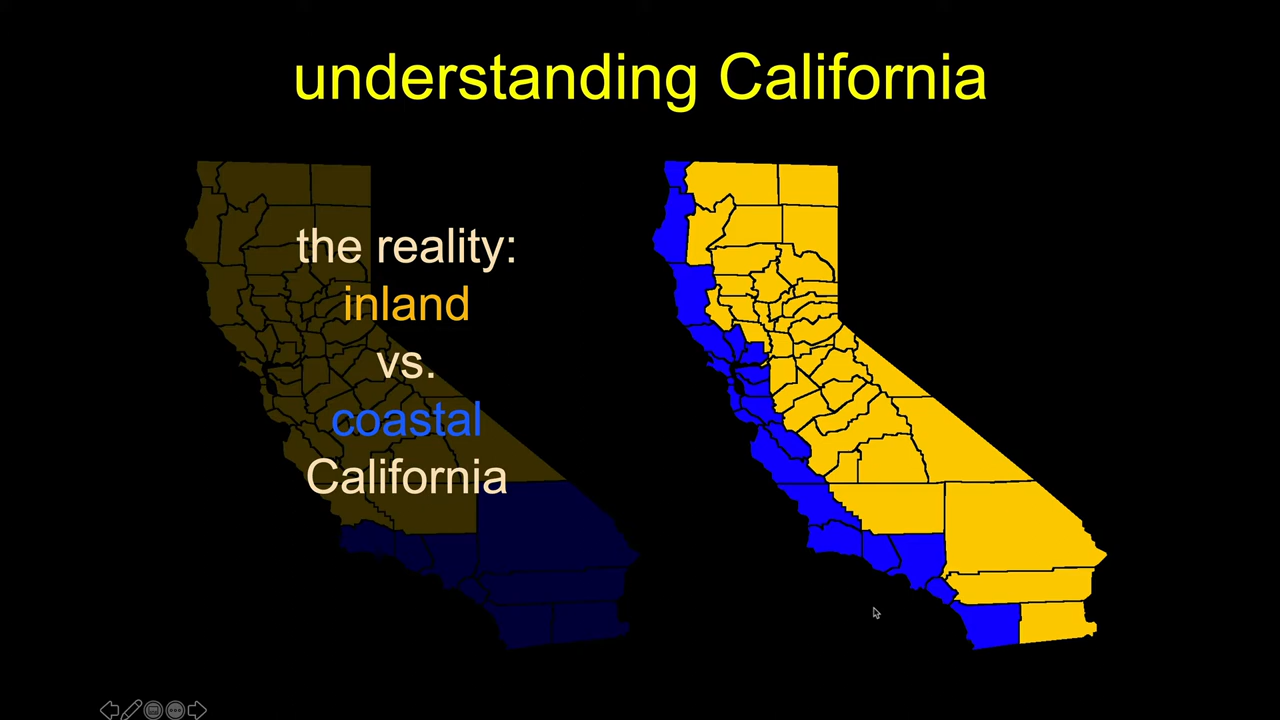 understanding California
the reality:
inland
vs.
coastal
California